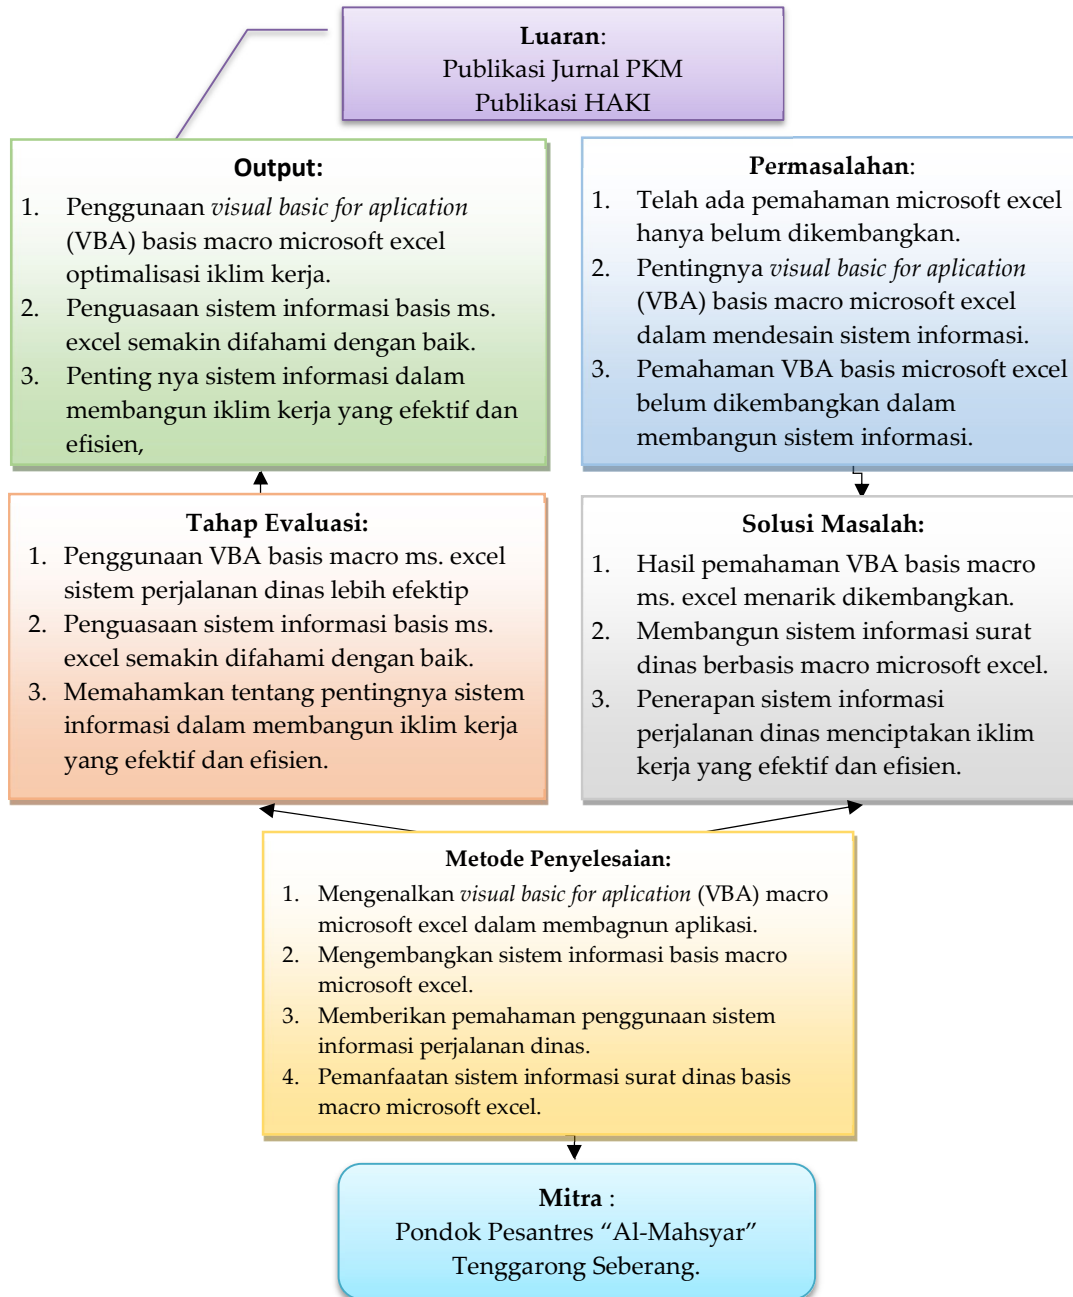 Luaran:
Publikasi Jurnal PKM
Publikasi HAKI
Output:
1. Penggunaan visual basic for aplication
(VBA) basis macro microsoft excel
optimalisasi iklim kerja.
2. Penguasaan sistem informasi basis ms.
excel semakin difahami dengan baik.
3. Penting nya sistem informasi dalam
membangun iklim kerja yang efektif dan
efisien,
Permasalahan:
1. Telah ada pemahaman microsoft excel
hanya belum dikembangkan.
2. Pentingnya visual basic for aplication
(VBA) basis macro microsoft excel
dalam mendesain sistem informasi.
3. Pemahaman VBA basis microsoft excel
belum dikembangkan dalam
membangun sistem informasi.
Tahap Evaluasi:
1. Penggunaan VBA basis macro ms. excel
sistem perjalanan dinas lebih efektip
2. Penguasaan sistem informasi basis ms.
excel semakin difahami dengan baik.
3. Memahamkan tentang pentingnya sistem
informasi dalam membangun iklim kerja
yang efektif dan efisien.
Solusi Masalah:
1. Hasil pemahaman VBA basis macro
ms. excel menarik dikembangkan.
2. Membangun sistem informasi surat
dinas berbasis macro microsoft excel.
3. Penerapan sistem informasi
perjalanan dinas menciptakan iklim
kerja yang efektif dan efisien.
Metode Penyelesaian:
1. Mengenalkan visual basic for aplication (VBA) macro
microsoft excel dalam membagnun aplikasi.
2. Mengembangkan sistem informasi basis macro
microsoft excel.
3. Memberikan pemahaman penggunaan sistem
informasi perjalanan dinas.
4. Pemanfaatan sistem informasi surat dinas basis
macro microsoft excel.
Mitra :
Pondok Pesantres “Al-Mahsyar”
Tenggarong Seberang.